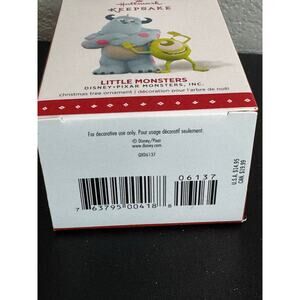 Hallmark
KEEPSAKE
LITTLE MONSTERS
DISNEY•PIXAR MONSTERS, INC.
christmas tree ornament / décoration pour l'arbre de noël
For decorative use only. Pour usage décoratif seulement.
© Disney/Pixar
www.disney.com
QXD6137
06137
7 63795 00418 8
U.S.A. $14.95
CAN. $19.99